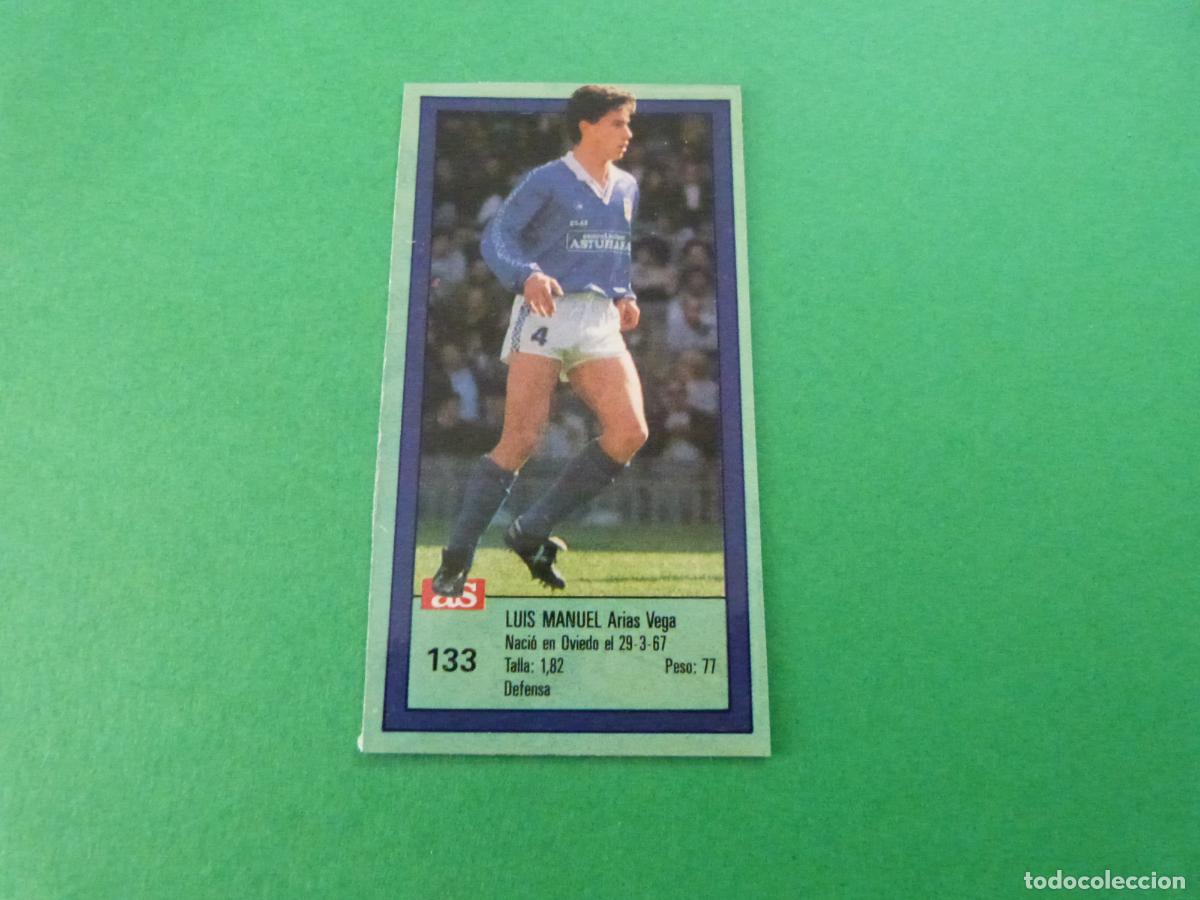 ASTURIANA
4
as
133
LUIS MANUEL Arias Vega
Nació en Oviedo el 29-3-67
Talla: 1,82 Peso: 77
Defensa
todocoleccion